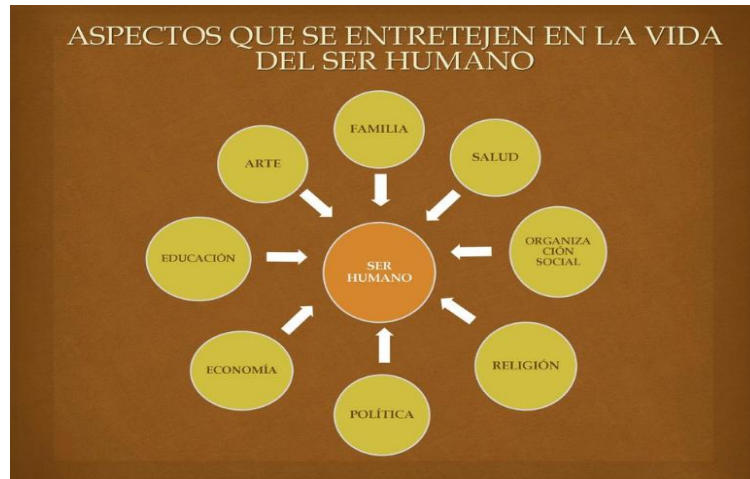 ASPECTOS QUE SE ENTRETEJEN EN LA VIDA
DEL SER HUMANO
FAMILIA
SALUD
ORGANIZA
CIÓN
SOCIAL
RELIGIÓN
POLÍTICA
ECONOMÍA
EDUCACIÓN
ARTE
SER
HUMANO